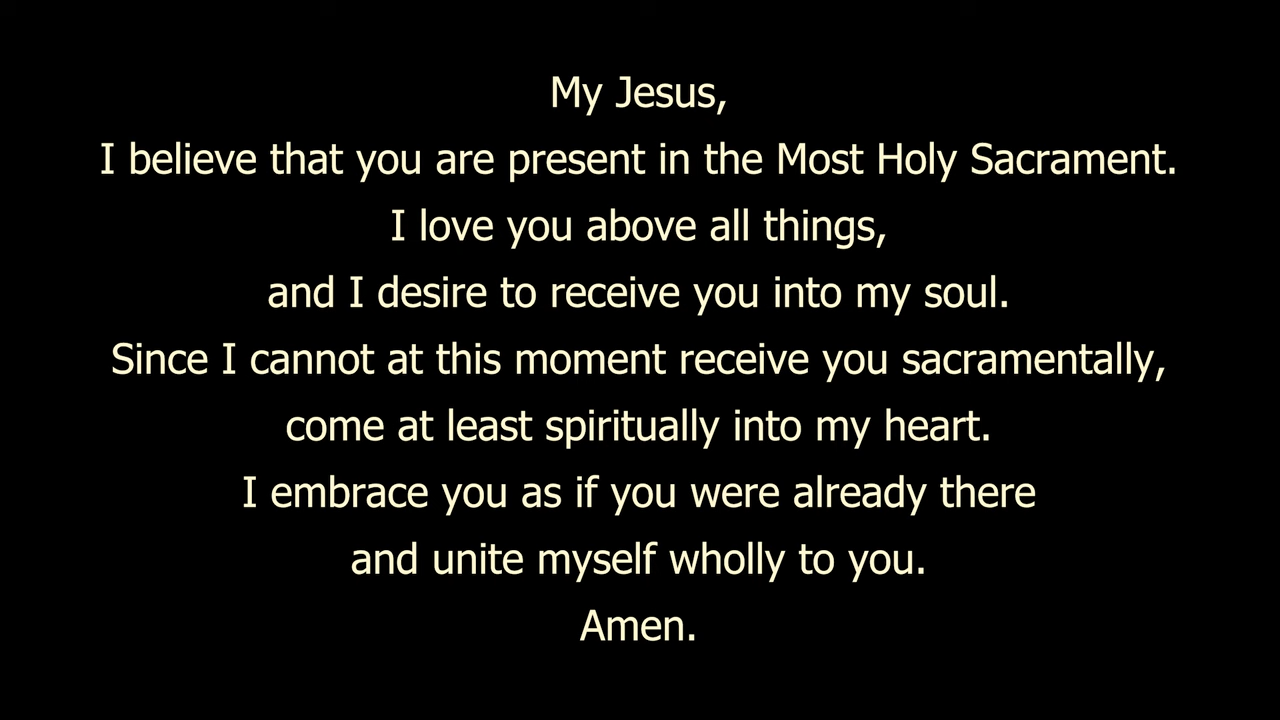 My Jesus,
I believe that you are present in the Most Holy Sacrament.
I love you above all things,
and I desire to receive you into my soul.
Since I cannot at this moment receive you sacramentally,
come at least spiritually into my heart.
I embrace you as if you were already there
and unite myself wholly to you.
Amen.